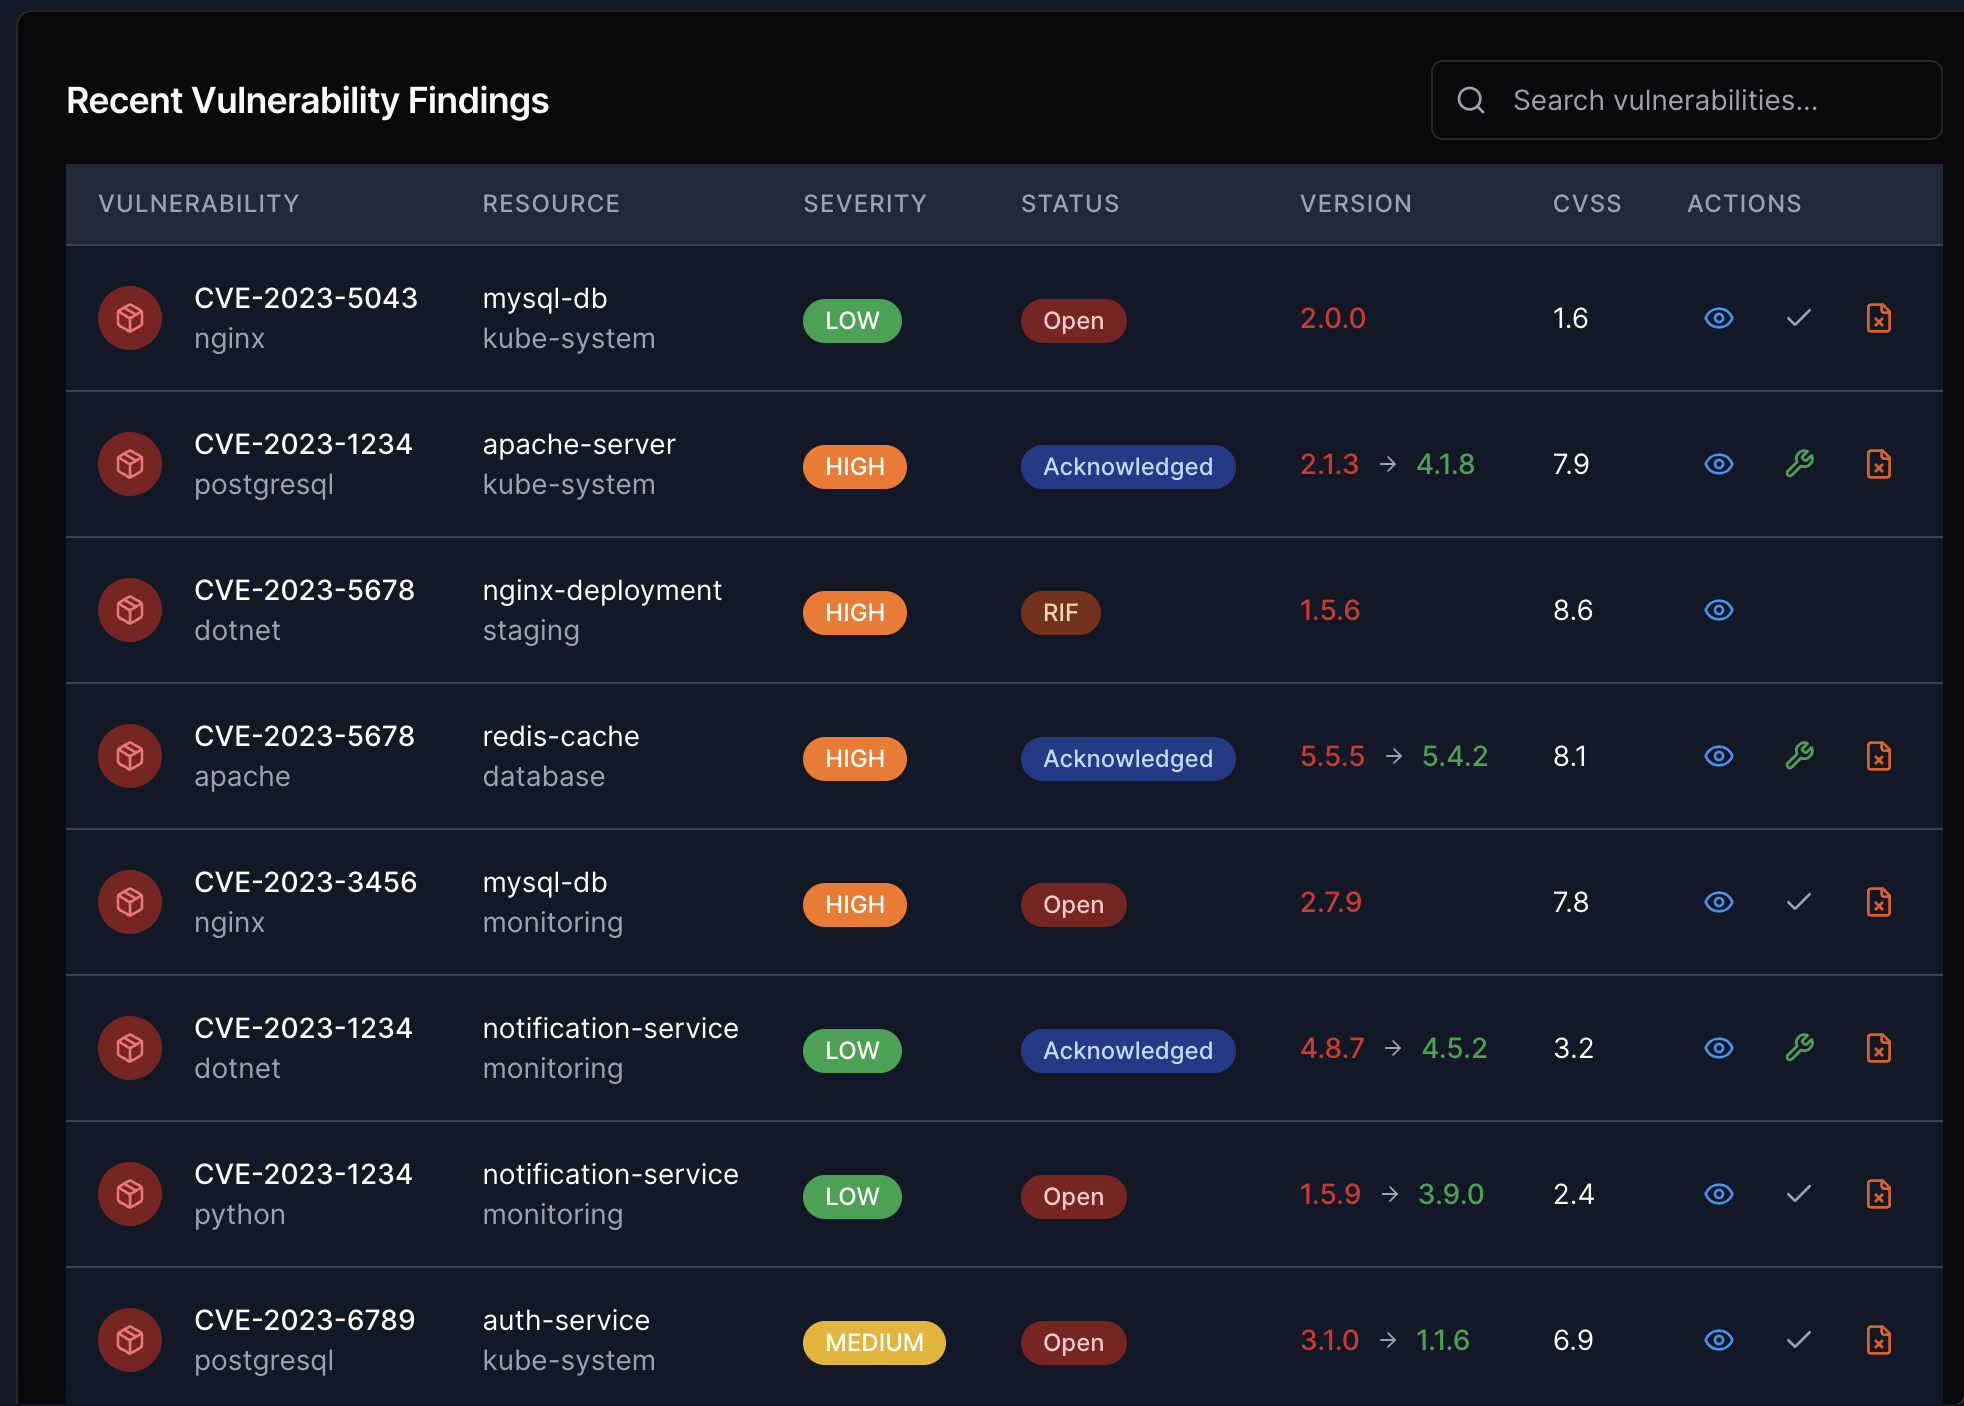 Recent Vulnerability Findings
Search vulnerabilities...
VULNERABILITY RESOURCE SEVERITY STATUS VERSION CVSS ACTIONS
CVE-2023-5043 mysql-db LOW Open 2.0.0 1.6
nginx kube-system
CVE-2023-1234 apache-server HIGH Acknowledged 2.1.3 → 4.1.8 7.9
postgresql kube-system
CVE-2023-5678 nginx-deployment HIGH RIF 1.5.6 8.6
dotnet staging
CVE-2023-5678 redis-cache HIGH Acknowledged 5.5.5 → 5.4.2 8.1
apache database
CVE-2023-3456 mysql-db HIGH Open 2.7.9 7.8
nginx monitoring
CVE-2023-1234 notification-service LOW Acknowledged 4.8.7 → 4.5.2 3.2
dotnet monitoring
CVE-2023-1234 notification-service LOW Open 1.5.9 → 3.9.0 2.4
python monitoring
CVE-2023-6789 auth-service MEDIUM Open 3.1.0 → 1.1.6 6.9
postgresql kube-system